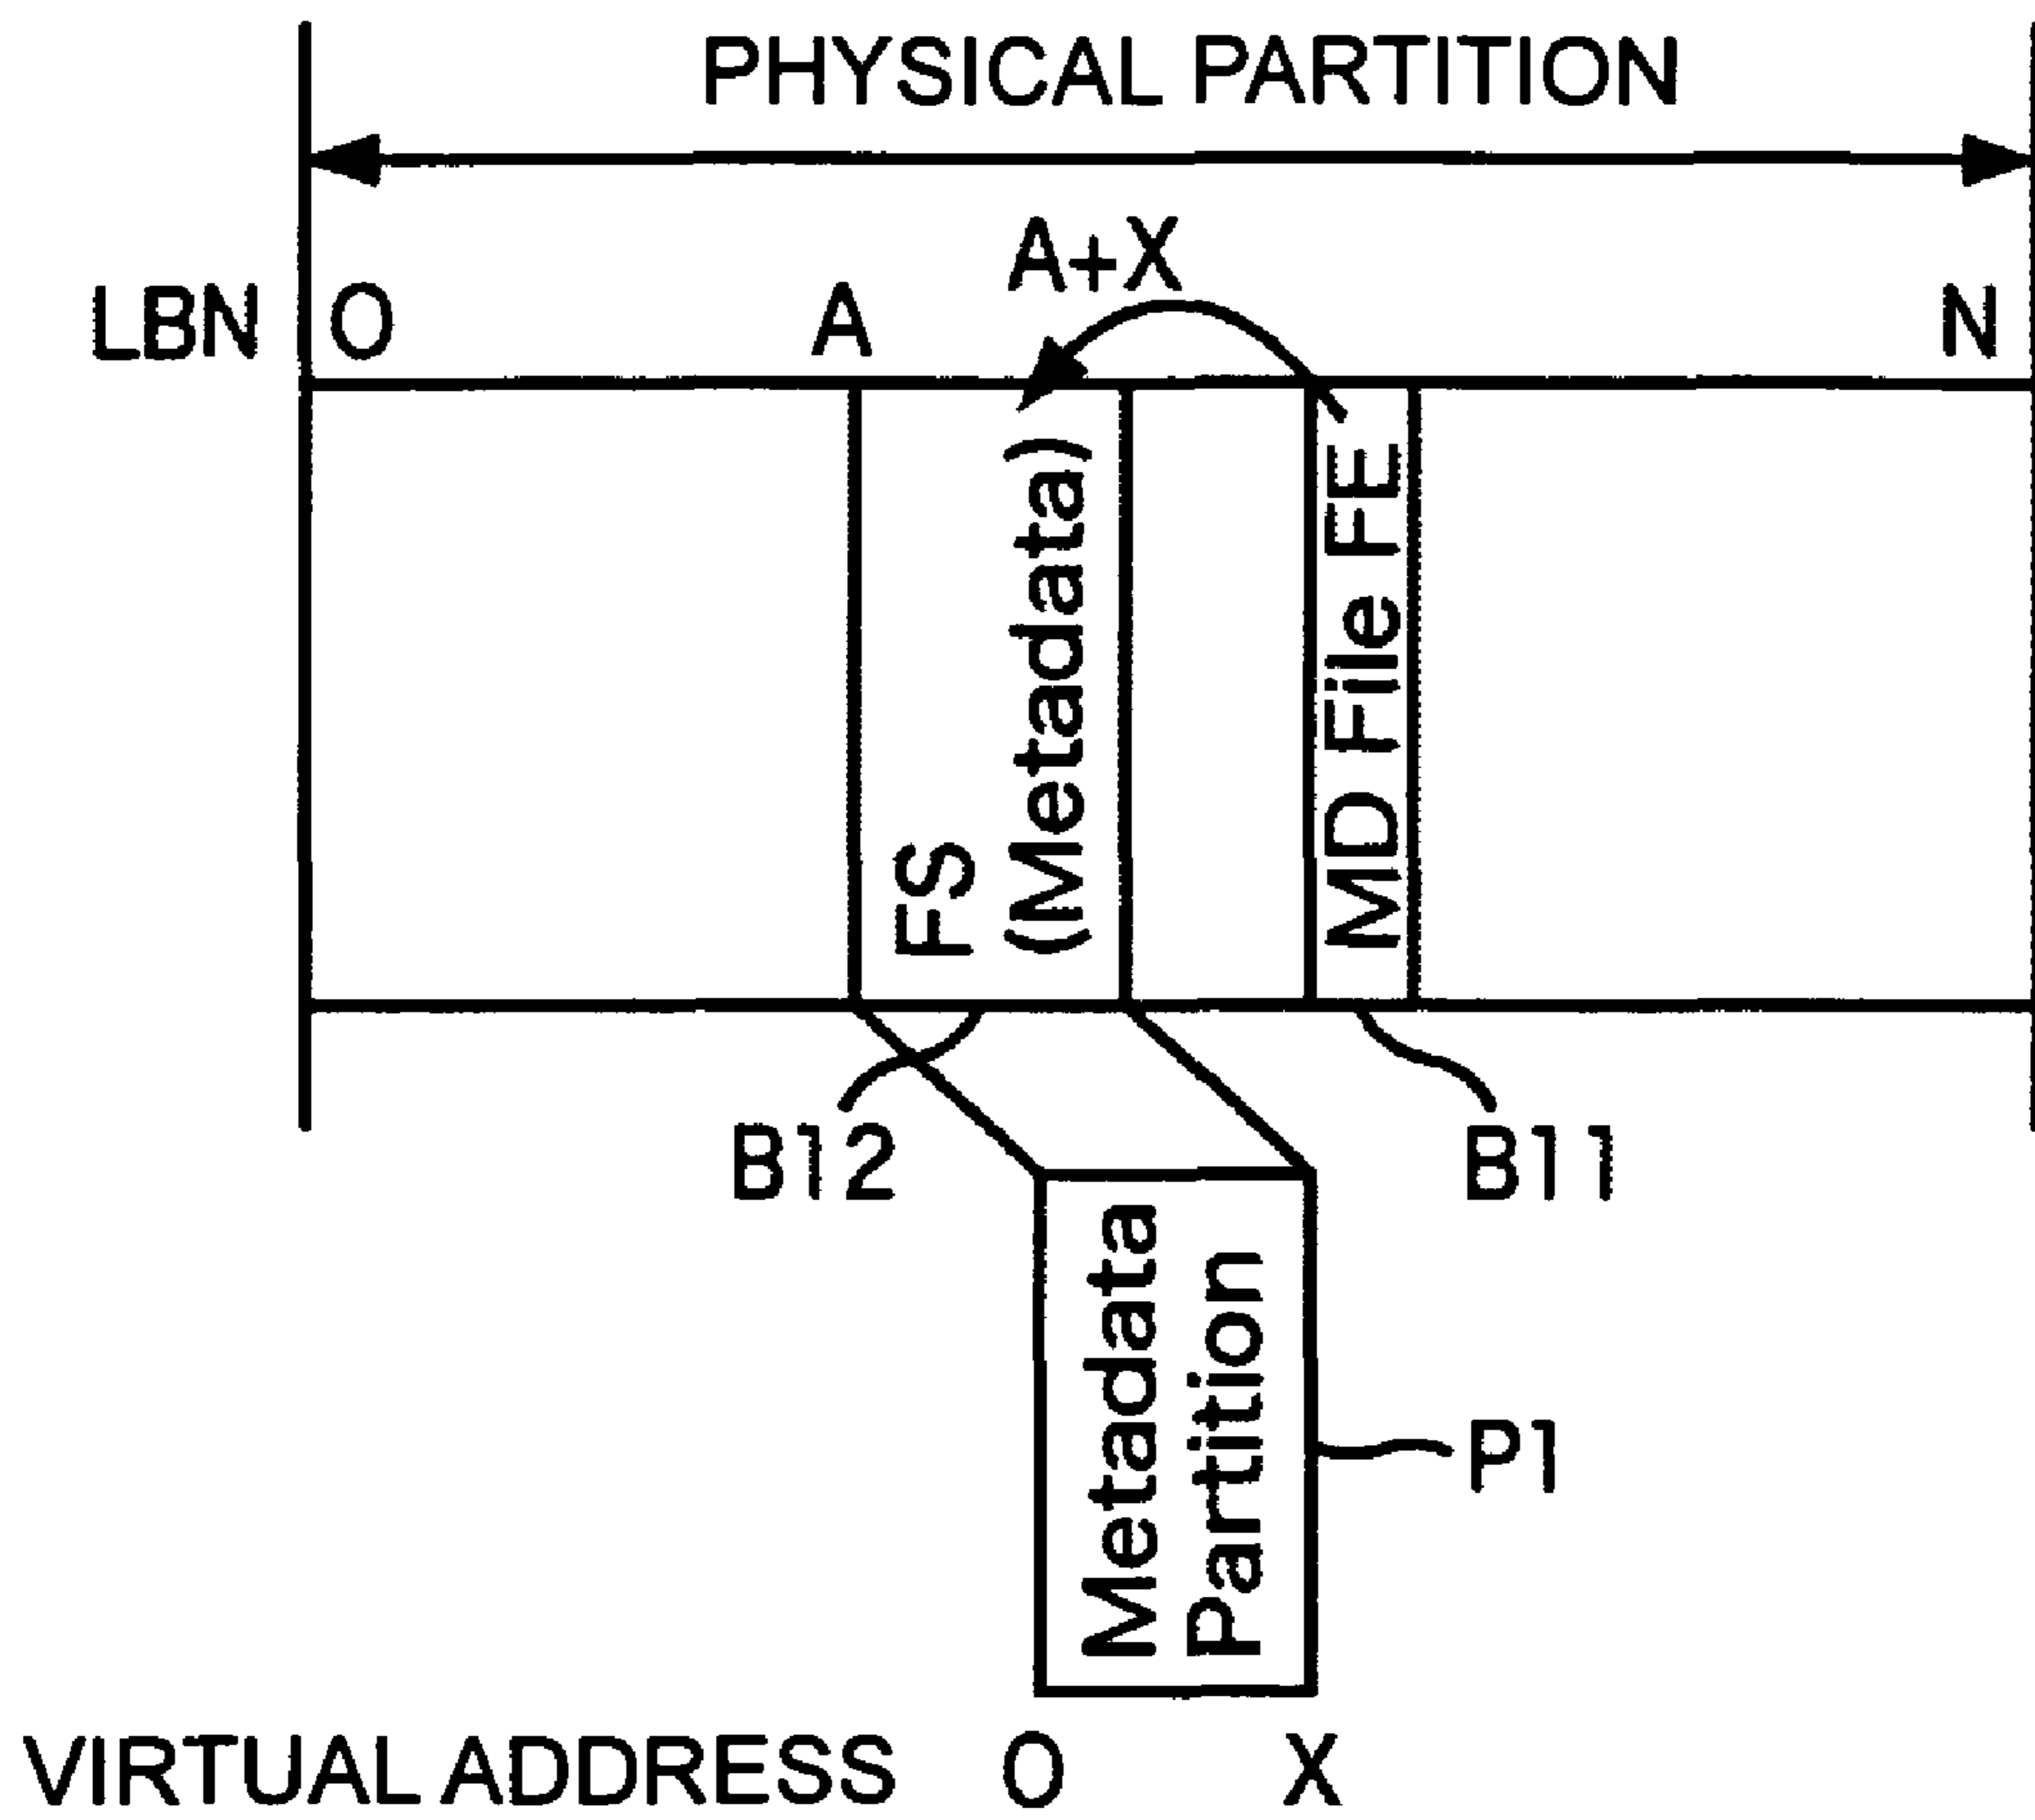 PHYSICAL PARTITION
A+X
LBN O A N
FS
(Metadata)
MD File FE
B12
B11
Metadata
Partition
P1
VIRTUAL ADDRESS O X